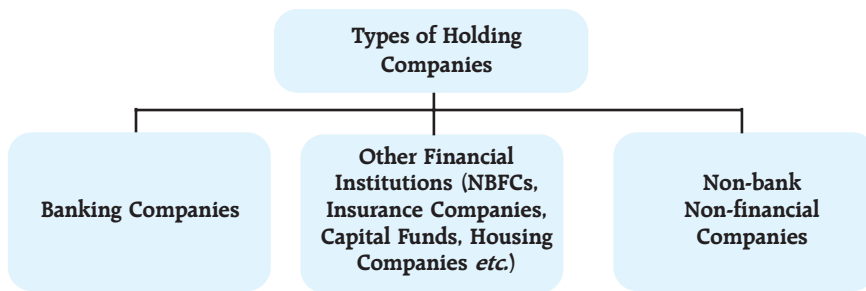 Types of Holding
Companies
Banking Companies
Other Financial
Institutions (NBFCs,
Insurance Companies,
Capital Funds, Housing
Companies etc.)
Non-bank
Non-financial
Companies